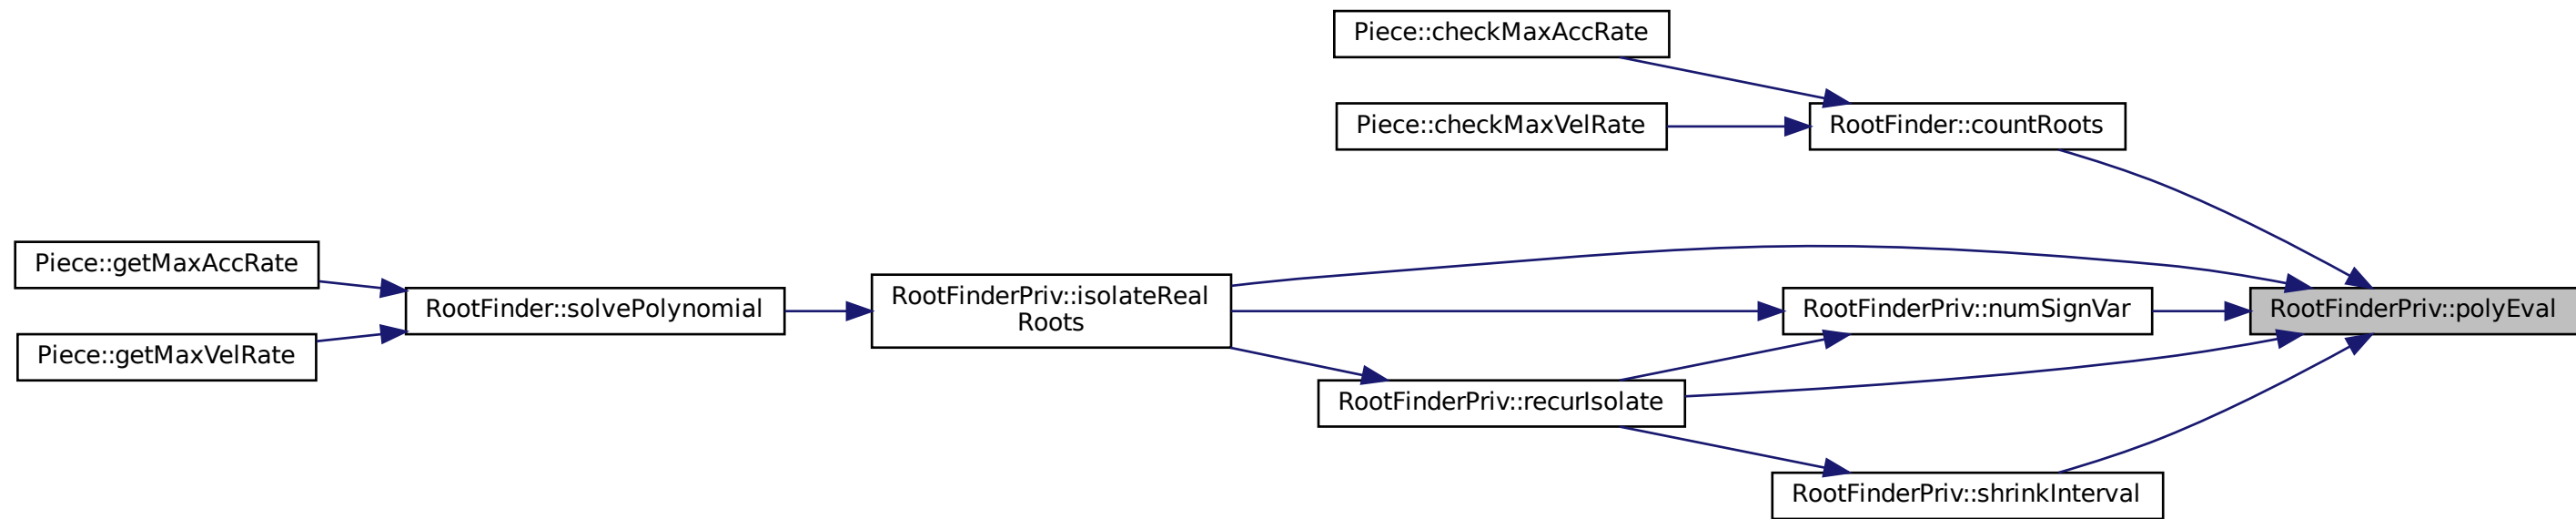 Piece::checkMaxAccRate
Piece::checkMaxVelRate
RootFinder::countRoots
Piece::getMaxAccRate
Piece::getMaxVelRate
RootFinder::solvePolynomial
RootFinderPriv::isolateReal
Roots
RootFinderPriv::numSignVar
RootFinderPriv::polyEval
RootFinderPriv::recurIsolate
RootFinderPriv::shrinkInterval